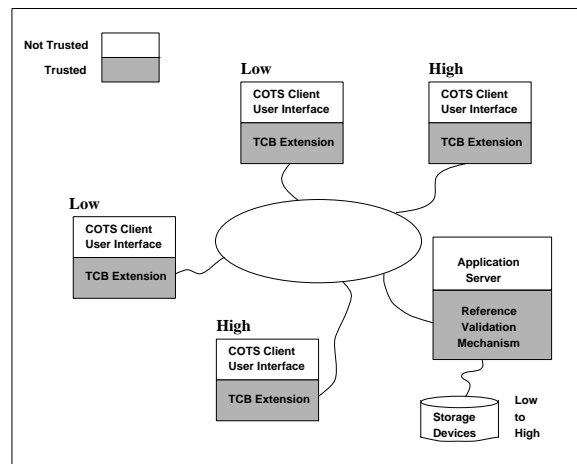 Not Trusted
Trusted
Low
COTS Client
User Interface
TCB Extension
High
COTS Client
User Interface
TCB Extension
Low
COTS Client
User Interface
TCB Extension
High
COTS Client
User Interface
TCB Extension
Application
Server
Reference
Validation
Mechanism
Storage
Devices
Low
to
High